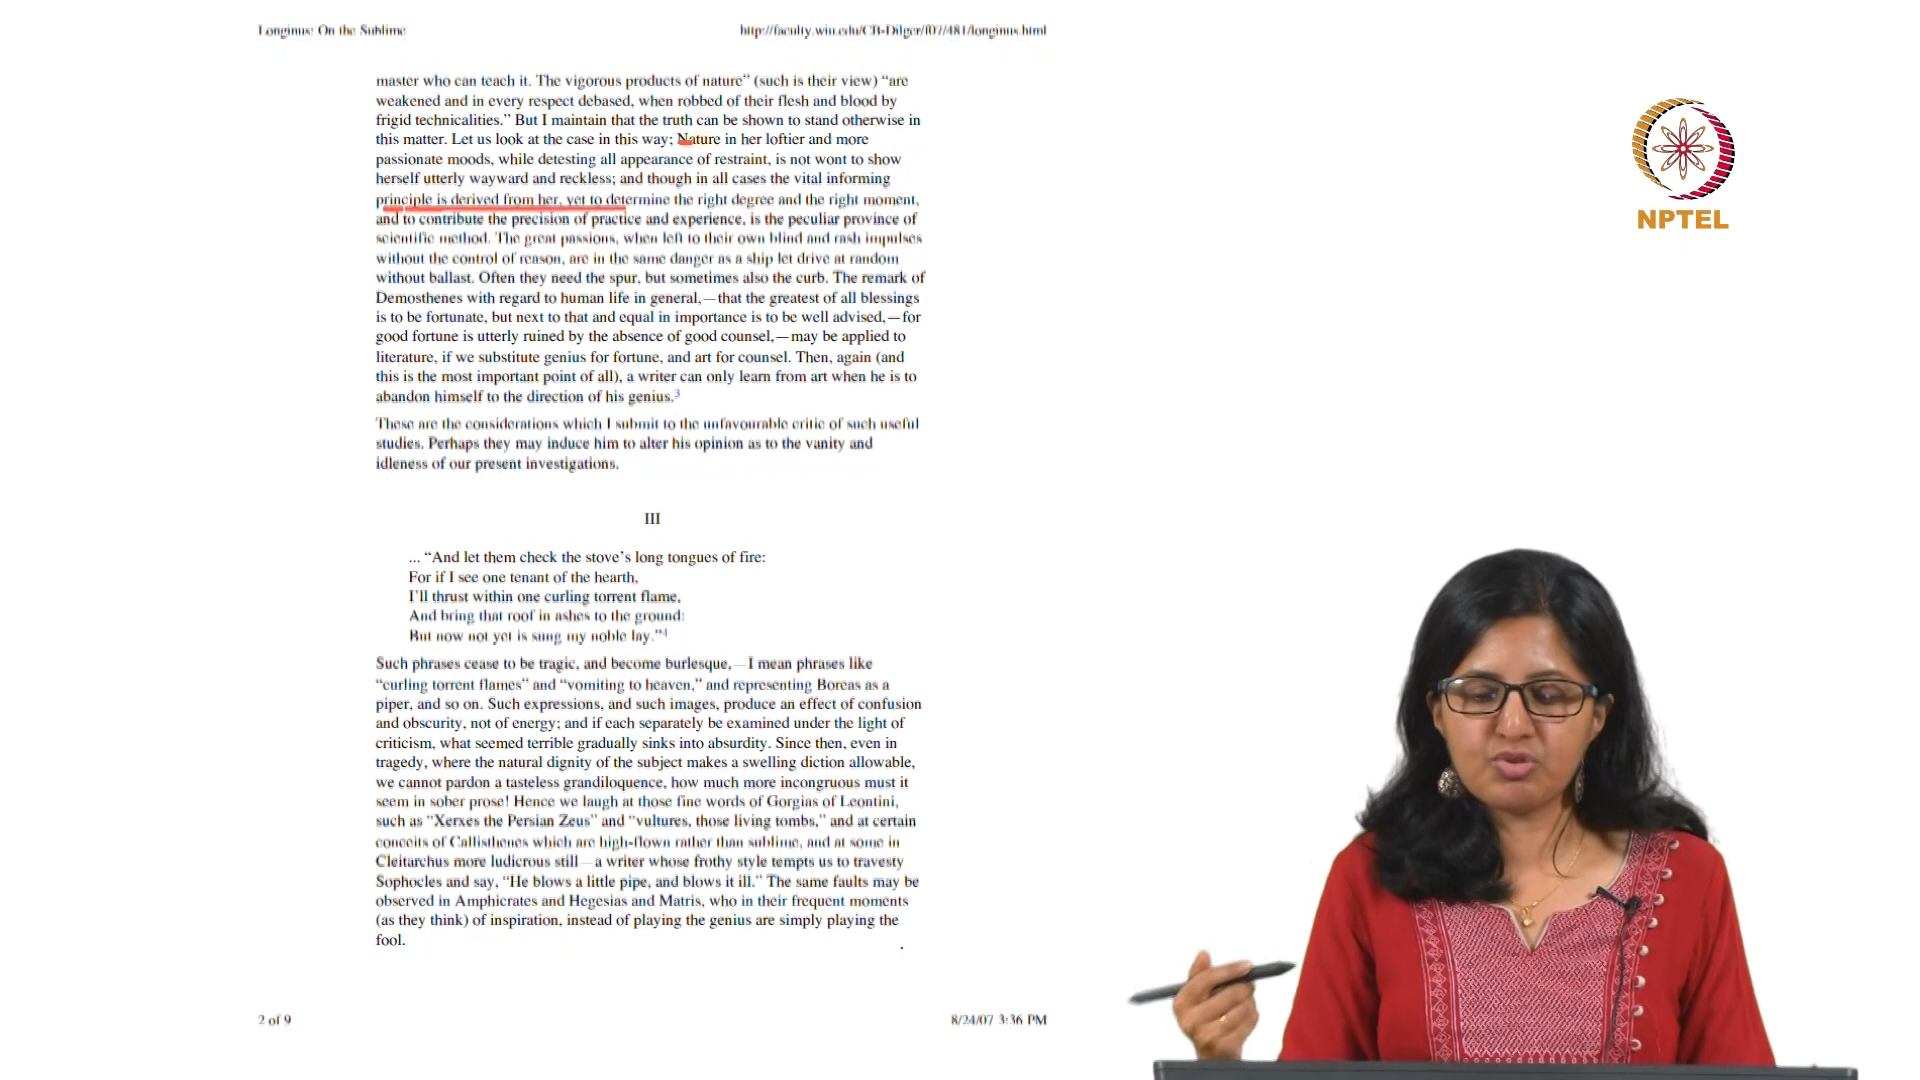 Longinus: On the Sublime
http://faculty.wiu.edu/CB-Dilger/f07/481/longinus.html
master who can teach it. The vigorous products of nature“ (such is their view) “are
weakened and in every respect debased, when robbed of their flesh and blood by
frigid technicalities.” But I maintain that the truth can be shown to stand otherwise in
this matter. Let us look at the case in this way; Nature in her loftier and more
passionate moods, while detesting all appearance of restraint, is not wont to show
herself utterly wayward and reckless; and though in all cases the vital informing
principle is derived from her, yet to determine the right degree and the right moment,
and to contribute the precision of practice and experience, is the peculiar province of
scientific method. The great passions, when left to their own blind and rash impulses
without the control of reason, are in the same danger as a ship let drive at random
without ballast. Often they need the spur, but sometimes also the curb. The remark of
Demosthenes with regard to human life in general,—that the greatest of all blessings
is to be fortunate, but next to that and equal in importance is to be well advised,—for
good fortune is utterly ruined by the absence of good counsel,—may be applied to
literature, if we substitute genius for fortune, and art for counsel. Then, again (and
this is the most important point of all), a writer can only learn from art when he is to
abandon himself to the direction of his genius.3
These are the considerations which I submit to the unfavourable critic of such useful
studies. Perhaps they may induce him to alter his opinion as to the vanity and
idleness of our present investigations.
III
... “And let them check the stove’s long tongues of fire:
For if I see one tenant of the hearth,
I’ll thrust within one curling torrent flame,
And bring that roof in ashes to the ground:
But now not yet is sung my noble lay.”4
Such phrases cease to be tragic, and become burlesque,—I mean phrases like
“curling torrent flames” and “vomiting to heaven,” and representing Boreas as a
piper, and so on. Such expressions, and such images, produce an effect of confusion
and obscurity, not of energy; and if each separately be examined under the light of
criticism, what seemed terrible gradually sinks into absurdity. Since then, even in
tragedy, where the natural dignity of the subject makes a swelling diction allowable,
we cannot pardon a tasteless grandiloquence, how much more incongruous must it
seem in sober prose! Hence we laugh at those fine words of Gorgias of Leontini,
such as “Xerxes the Persian Zeus” and “vultures, those living tombs,” and at certain
conceits of Callisthenes which are high-flown rather than sublime, and at some in
Cleitarchus more ludicrous still—a writer whose frothy style tempts us to travesty
Sophocles and say, “He blows a little pipe, and blows it ill.” The same faults may be
observed in Amphicrates and Hegesias and Matris, who in their frequent moments
(as they think) of inspiration, instead of playing the genius are simply playing the
fool.
2 of 9
8/24/07 3:36 PM
NPTEL